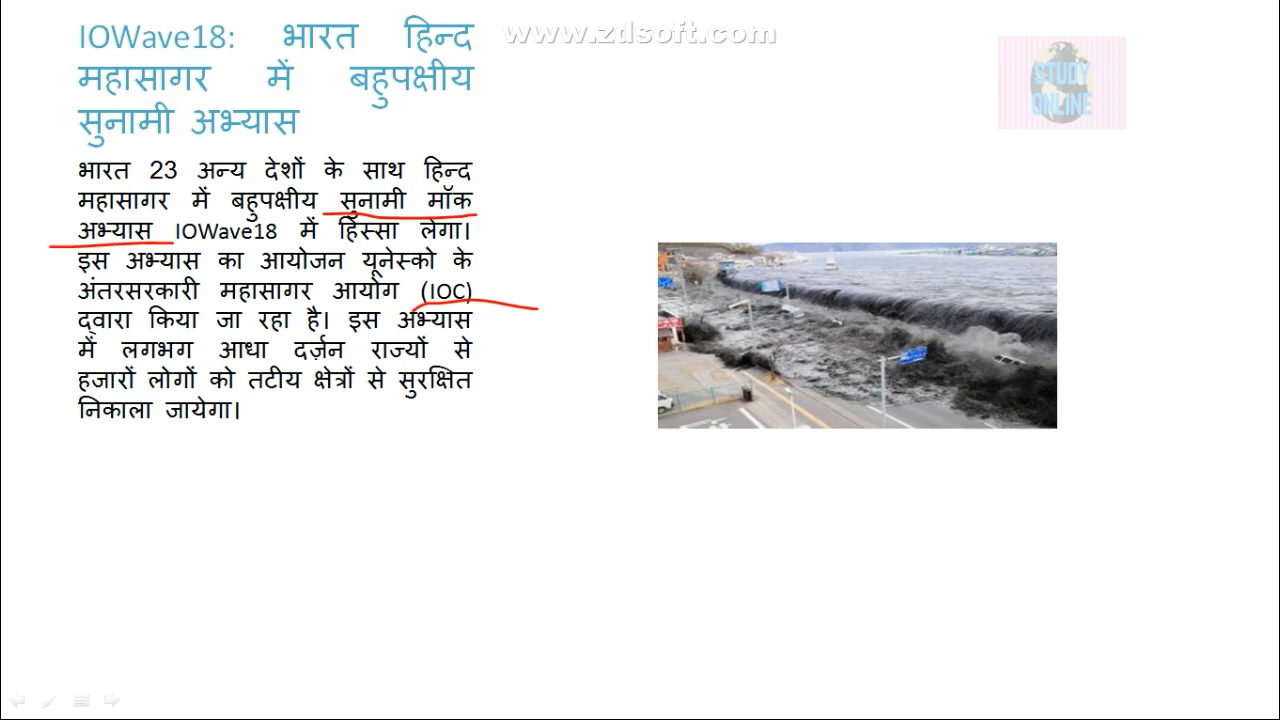 IOWave18: भारत हिन्द
महासागर में बहुपक्षीय
सुनामी अभ्यास
www.zdsoft.com
STUDY
ONLINE
भारत 23 अन्य देशों के साथ हिन्द
महासागर में बहुपक्षीय सुनामी मॉक
अभ्यास IOWave18 में हिस्सा लेगा।
इस अभ्यास का आयोजन यूनेस्को के
अंतरसरकारी महासागर आयोग (IOC)
द्वारा किया जा रहा है। इस अभ्यास
में लगभग आधा दर्ज़न राज्यों से
हजारों लोगों को तटीय क्षेत्रों से सुरक्षित
निकाला जायेगा।